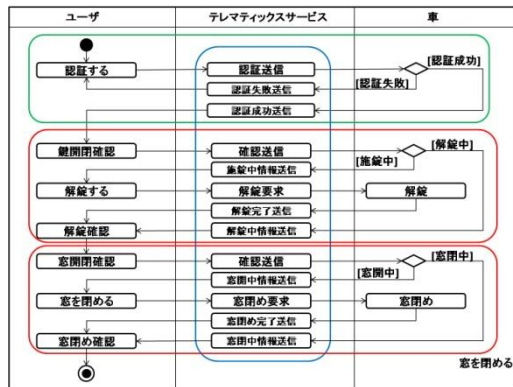 ユーザ
テレマティックスサービス
車
認証する
認証送信
[認証成功]
認証失敗送信
[認証失敗]
認証成功送信
鍵開閉確認
確認送信
[解錠中]
施錠中情報送信
[施錠中]
解錠する
解錠要求
解錠
解錠完了送信
解錠確認
解錠中情報送信
窓開閉確認
確認送信
[窓閉中]
窓開中情報送信
[窓開中]
窓を閉める
窓閉め要求
窓閉め
窓閉め完了送信
窓閉め確認
窓閉中情報送信
窓を閉める